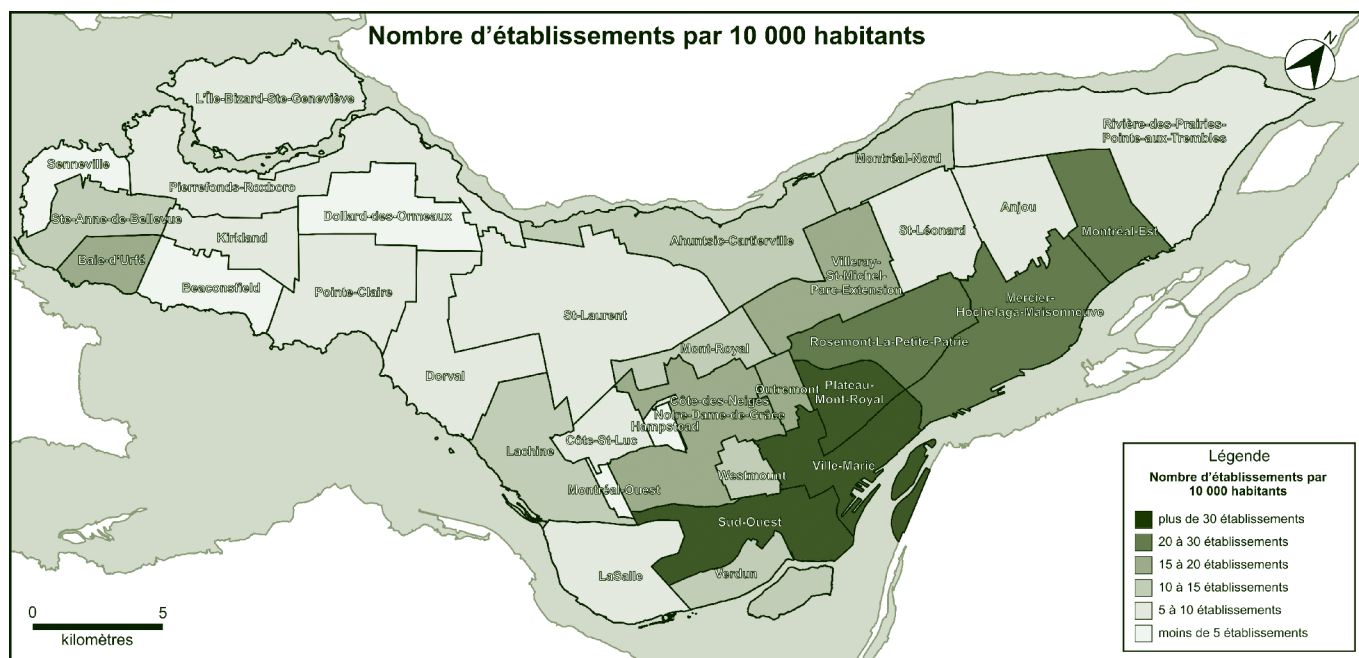 Nombre d'établissements par 10 000 habitants
N
L'Île-Bizard-Ste-Geneviève
Senneville
Pierrefonds-Roxboro
Ste-Anne-de-Bellevue
Dollard-des-Ormeaux
Kirkland
Baie-d'Urfé
Beaconsfield
Pointe-Claire
Rivière-des-Prairies-
Pointe-aux-Trembles
Montréal-Nord
Anjou
St-Léonard
Montréal-Est
Ahuntsic-Cartierville
Villeray-
St-Michel-
Parc-Extension
Mercier-
Hochelaga-Maisonneuve
St-Laurent
Rosemont-La-Petite-Patrie
Mont-Royal
Dorval
Outremont
Plateau-
Mont-Royal
Côte-des-Neiges
Notre-Dame-de-Grâce
Hampstead
Côte-St-Luc
Lachine
Ville-Marie
Westmount
Montréal-Ouest
Sud-Ouest
LaSalle
Verdun
0 5
kilomètres
Légende
Nombre d'établissements par
10 000 habitants
plus de 30 établissements
20 à 30 établissements
15 à 20 établissements
10 à 15 établissements
5 à 10 établissements
moins de 5 établissements